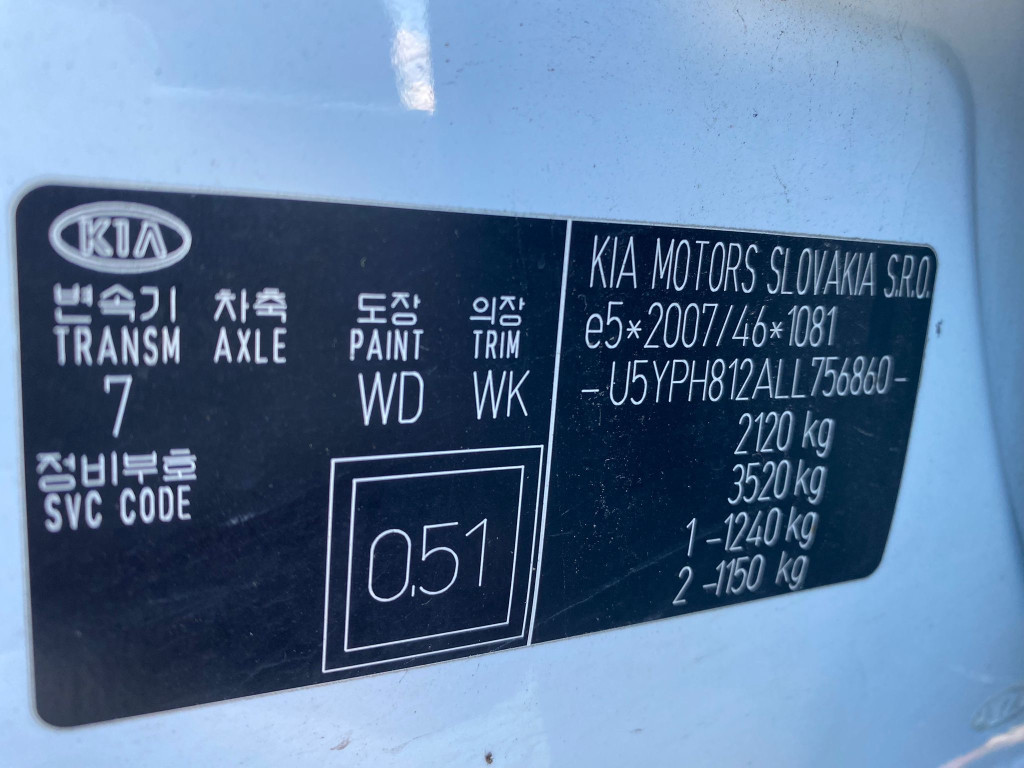 KIA
변속기 차축 도장 의장
TRANSM AXLE PAINT TRIM
7 WD WK
정비부호
SVC CODE
0.51
KIA MOTORS SLOVAKIA S.R.O.
e5*2007/46*1081
-U5YPH812ALL756860-
2120 kg
3520 kg
1 -1240 kg
2 -1150 kg